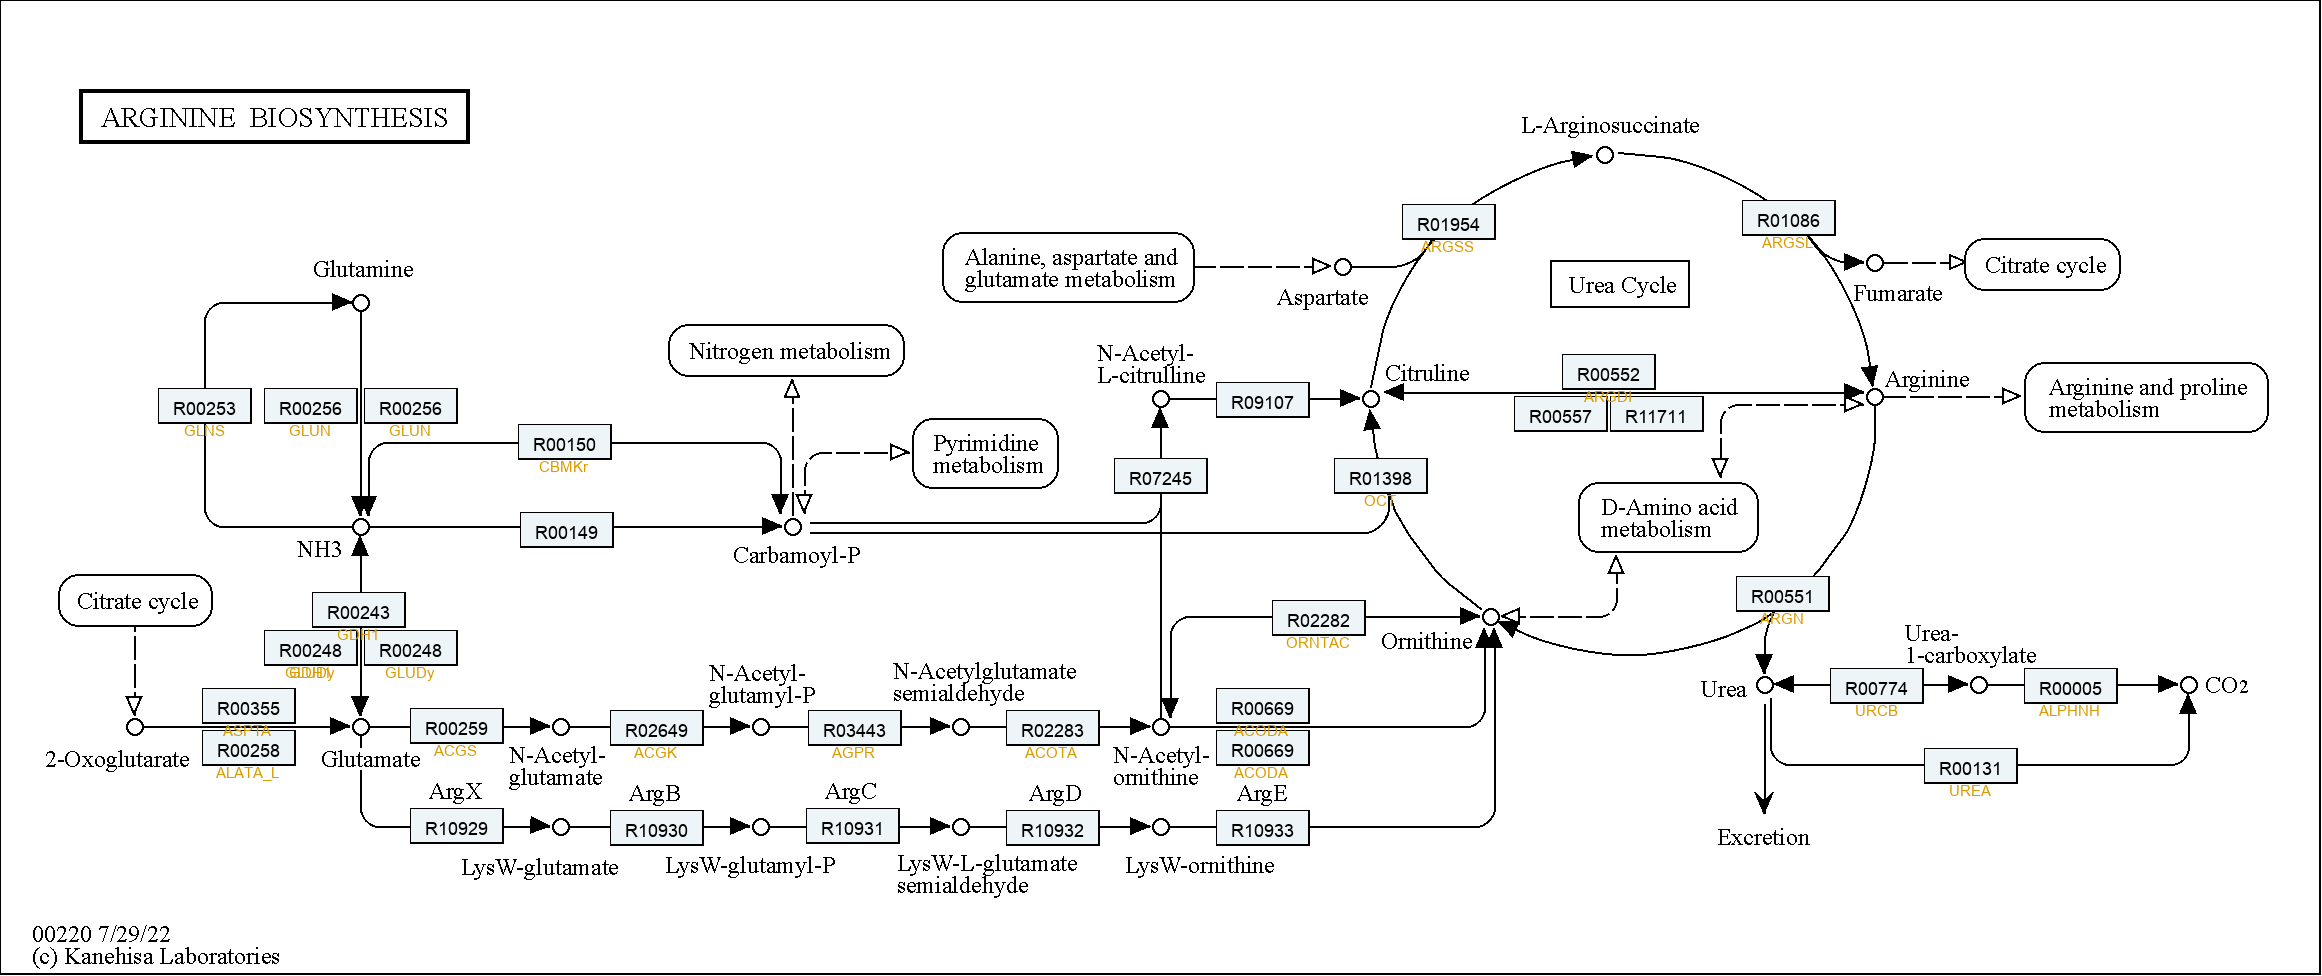 ARGININE BIOSYNTHESIS
L-Arginosuccinate
R01954
ARGSS
R01086
ARGSL
Alanine, aspartate and
glutamate metabolism
Aspartate
Urea Cycle
Fumarate
Citrate cycle
Glutamine
Nitrogen metabolism
N-Acetyl-
L-citrulline
R09107
Citruline
R00552
ARGDI
R00557
R11711
Arginine
Arginine and proline
metabolism
R00253
GLNS
R00256
GLUN
R00256
GLUN
R00150
CBMKr
Pyrimidine
metabolism
R07245
R01398
OCT
D-Amino acid
metabolism
NH3
R00149
Carbamoyl-P
Citrate cycle
R00243
GDH1
R00248
R00248
GLUDy
R02282
ORNTAC
Ornithine
R00551
ARGN
Urea-
1-carboxylate
Urea
R00774
URCB
R00005
ALPHNH
CO2
2-Oxoglutarate
R00355
ASPTA
R00258
ALATA_L
Glutamate
R00259
ACGS
N-Acetyl-
glutamate
R02649
ACGK
N-Acetyl-
glutamyl-P
R03443
AGPR
N-Acetylglutamate
semialdehyde
R02283
ACOTA
N-Acetyl-
ornithine
R00669
ACODA
R00669
ACODA
R00131
UREA
Excretion
ArgX
R10929
LysW-glutamate
ArgB
R10930
LysW-glutamyl-P
ArgC
R10931
LysW-L-glutamate
semialdehyde
ArgD
R10932
LysW-ornithine
ArgE
R10933
00220 7/29/22
(c) Kanehisa Laboratories